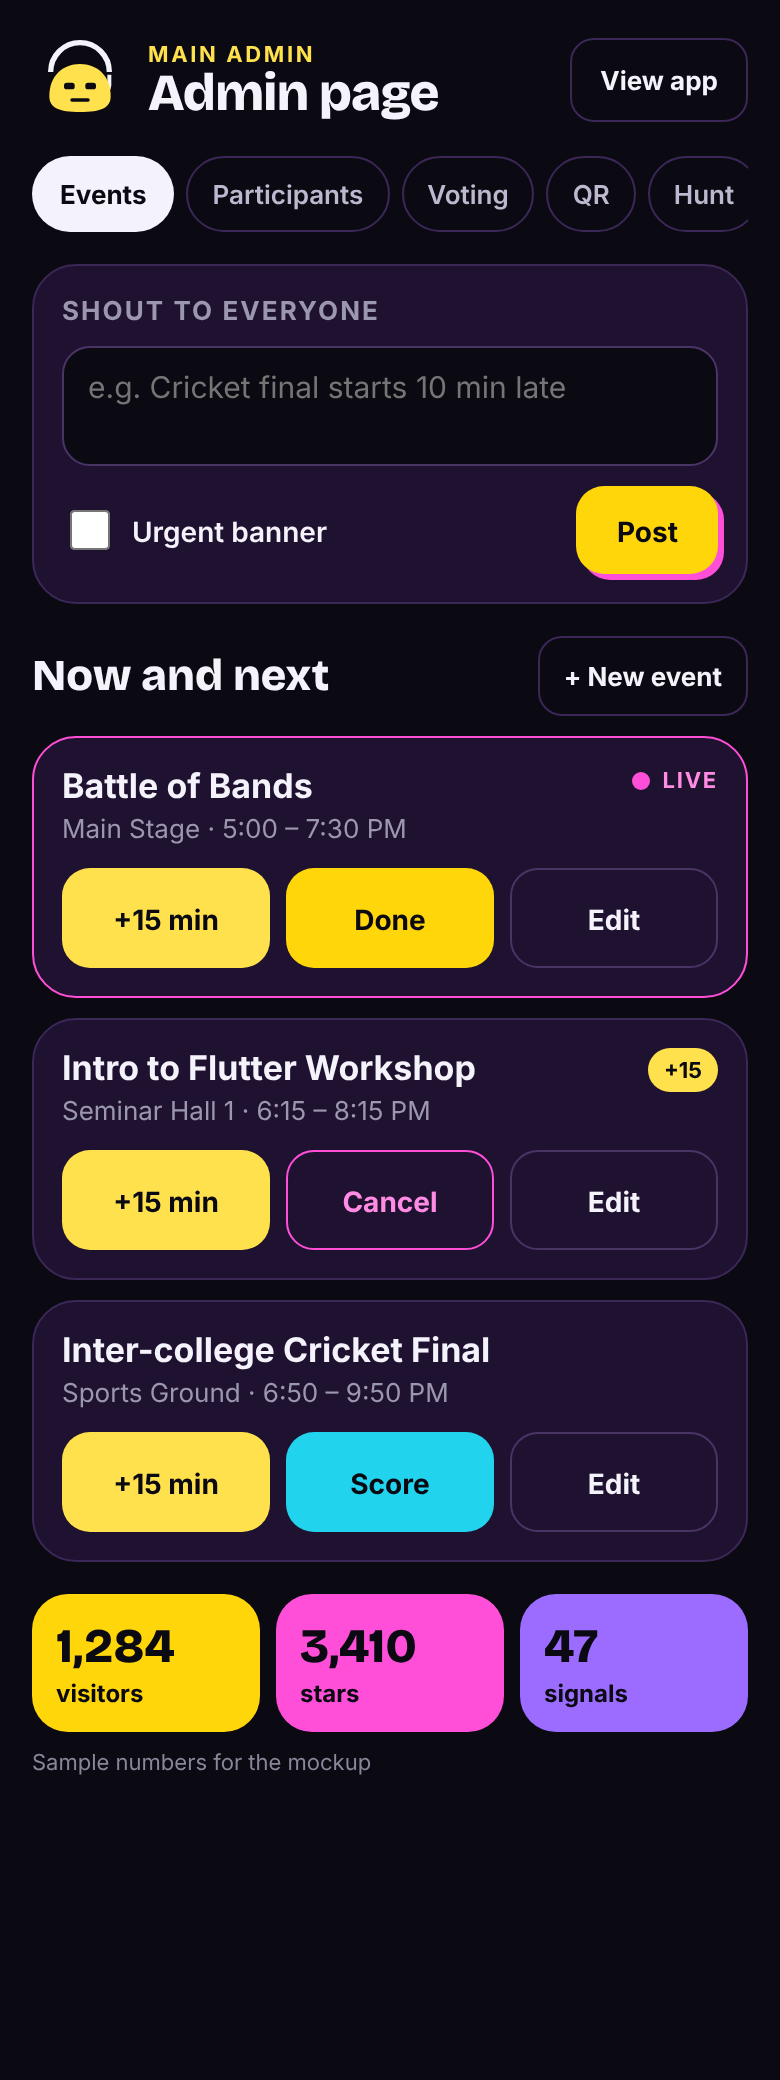 MAIN ADMIN
Admin page
View app
Events
Participants
Voting
QR
Hunt
SHOUT TO EVERYONE
e.g. Cricket final starts 10 min late
Urgent banner
Post
Now and next
+ New event
Battle of Bands
LIVE
Main Stage · 5:00 – 7:30 PM
+15 min
Done
Edit
Intro to Flutter Workshop
+15
Seminar Hall 1 · 6:15 – 8:15 PM
+15 min
Cancel
Edit
Inter-college Cricket Final
Sports Ground · 6:50 – 9:50 PM
+15 min
Score
Edit
1,284
visitors
3,410
stars
47
signals
Sample numbers for the mockup